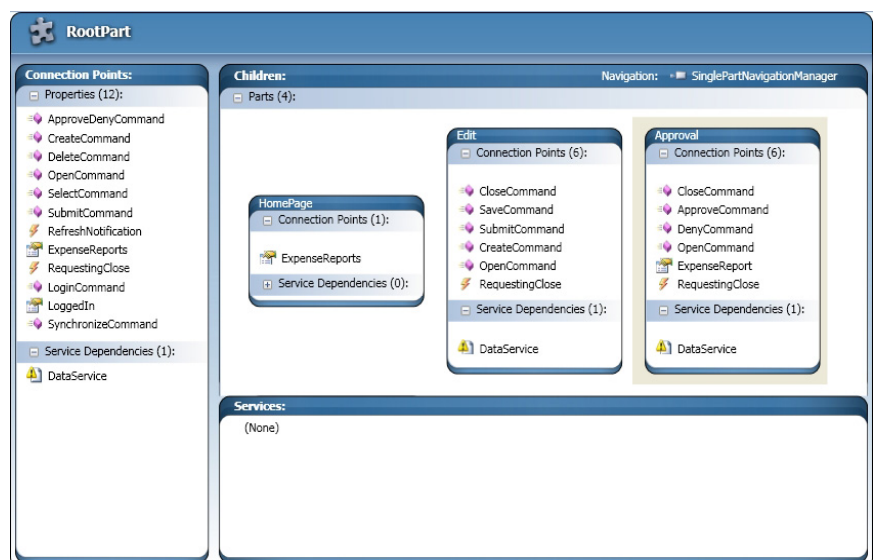 RootPart
Connection Points:
Properties (12):
ApproveDenyCommand
CreateCommand
DeleteCommand
OpenCommand
SelectCommand
SubmitCommand
RefreshNotification
ExpenseReports
RequestingClose
LoginCommand
LoggedIn
SynchronizeCommand
Service Dependencies (1):
DataService
Children:
Navigation: SinglePartNavigationManager
Parts (4):
HomePage
Connection Points (1):
ExpenseReports
Service Dependencies (0):
Edit
Connection Points (6):
CloseCommand
SaveCommand
SubmitCommand
CreateCommand
OpenCommand
RequestingClose
Service Dependencies (1):
DataService
Approval
Connection Points (6):
CloseCommand
ApproveCommand
DenyCommand
OpenCommand
ExpenseReport
RequestingClose
Service Dependencies (1):
DataService
Services:
(None)